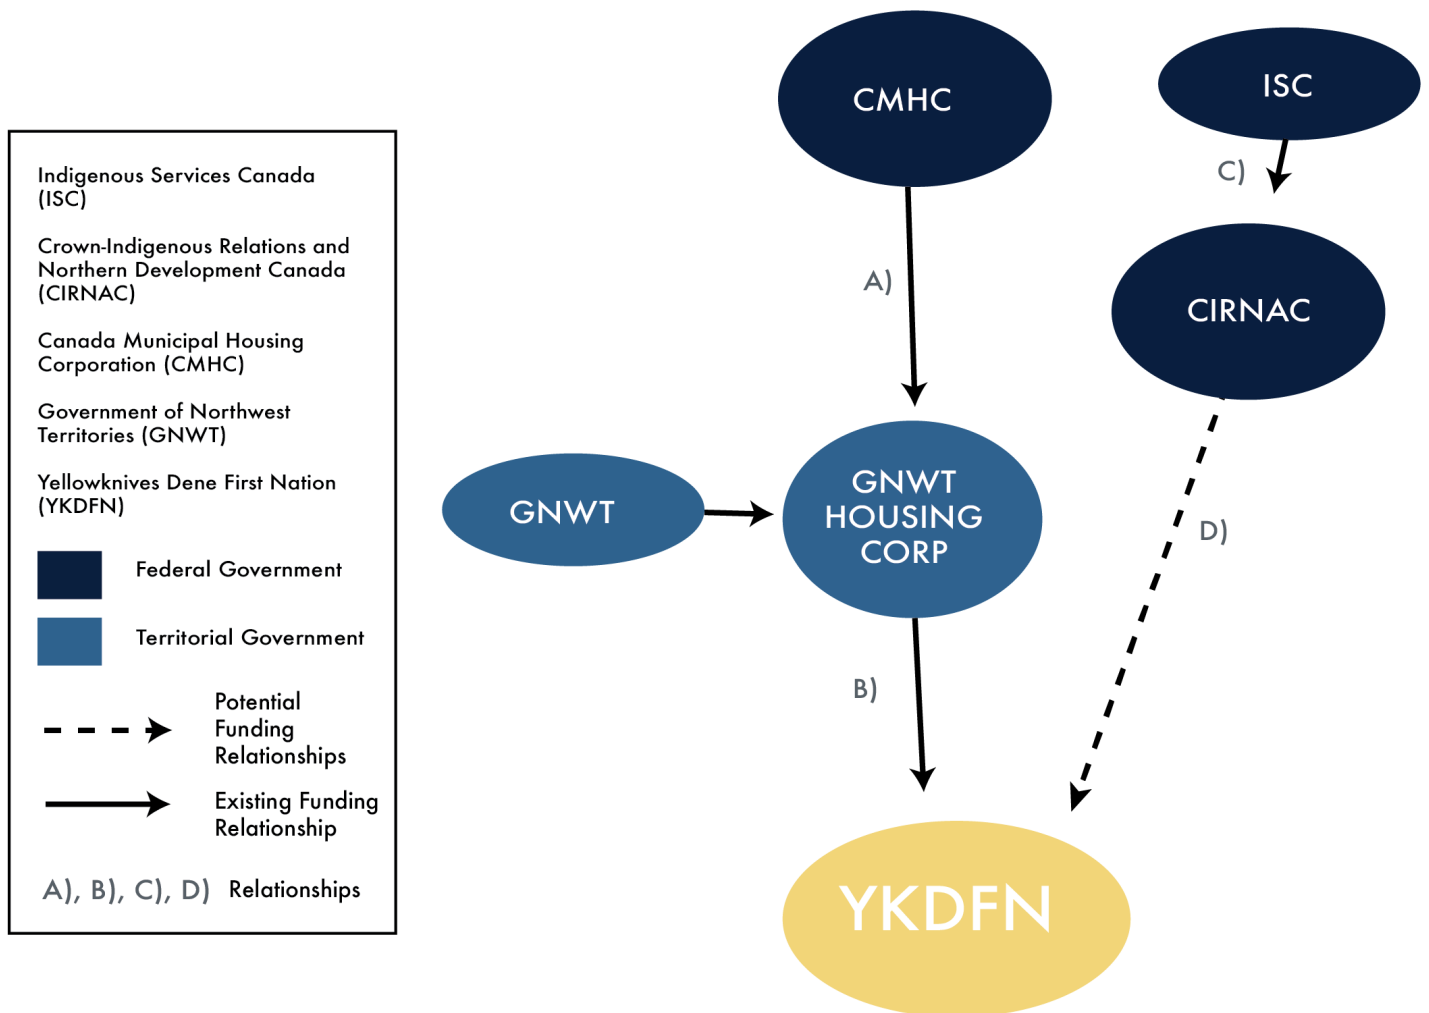 Indigenous Services Canada
(ISC)
Crown-Indigenous Relations and
Northern Development Canada
(CIRNAC)
Canada Municipal Housing
Corporation (CMHC)
Government of Northwest
Territories (GNWT)
Yellowknives Dene First Nation
(YKDFN)
Federal Government
Territorial Government
Potential
Funding
Relationships
Existing Funding
Relationship
A), B), C), D) Relationships
CMHC
ISC
C)
A)
CIRNAC
GNWT
GNWT
HOUSING
CORP
D)
B)
YKDFN